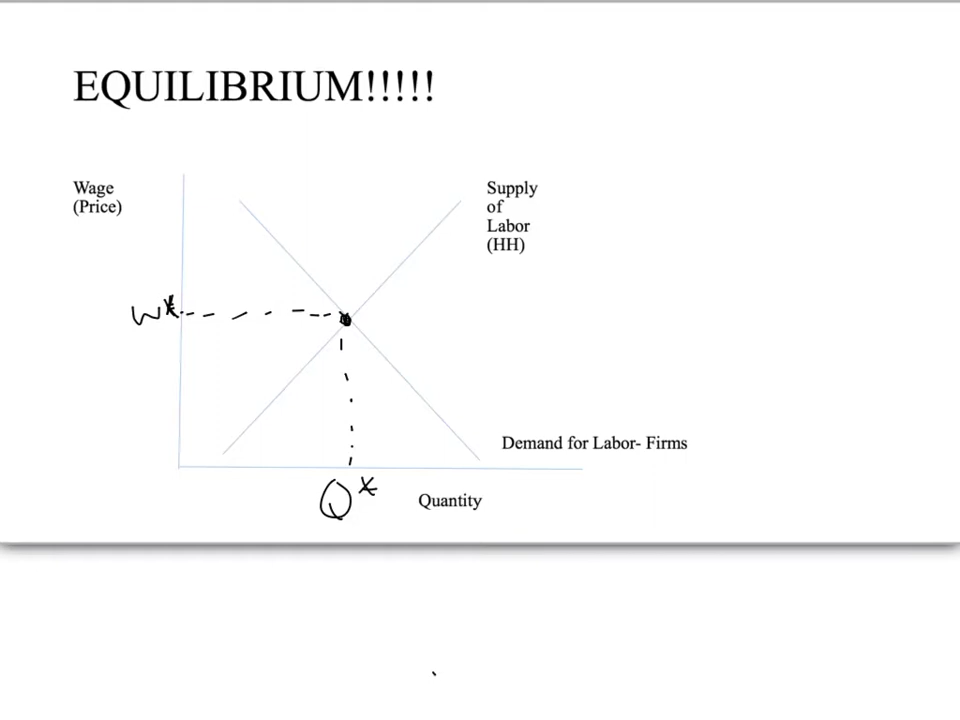 EQUILIBRIUM!!!!!
Wage
(Price)
Supply
of
Labor
(HH)
W*
Demand for Labor- Firms
Q*
Quantity